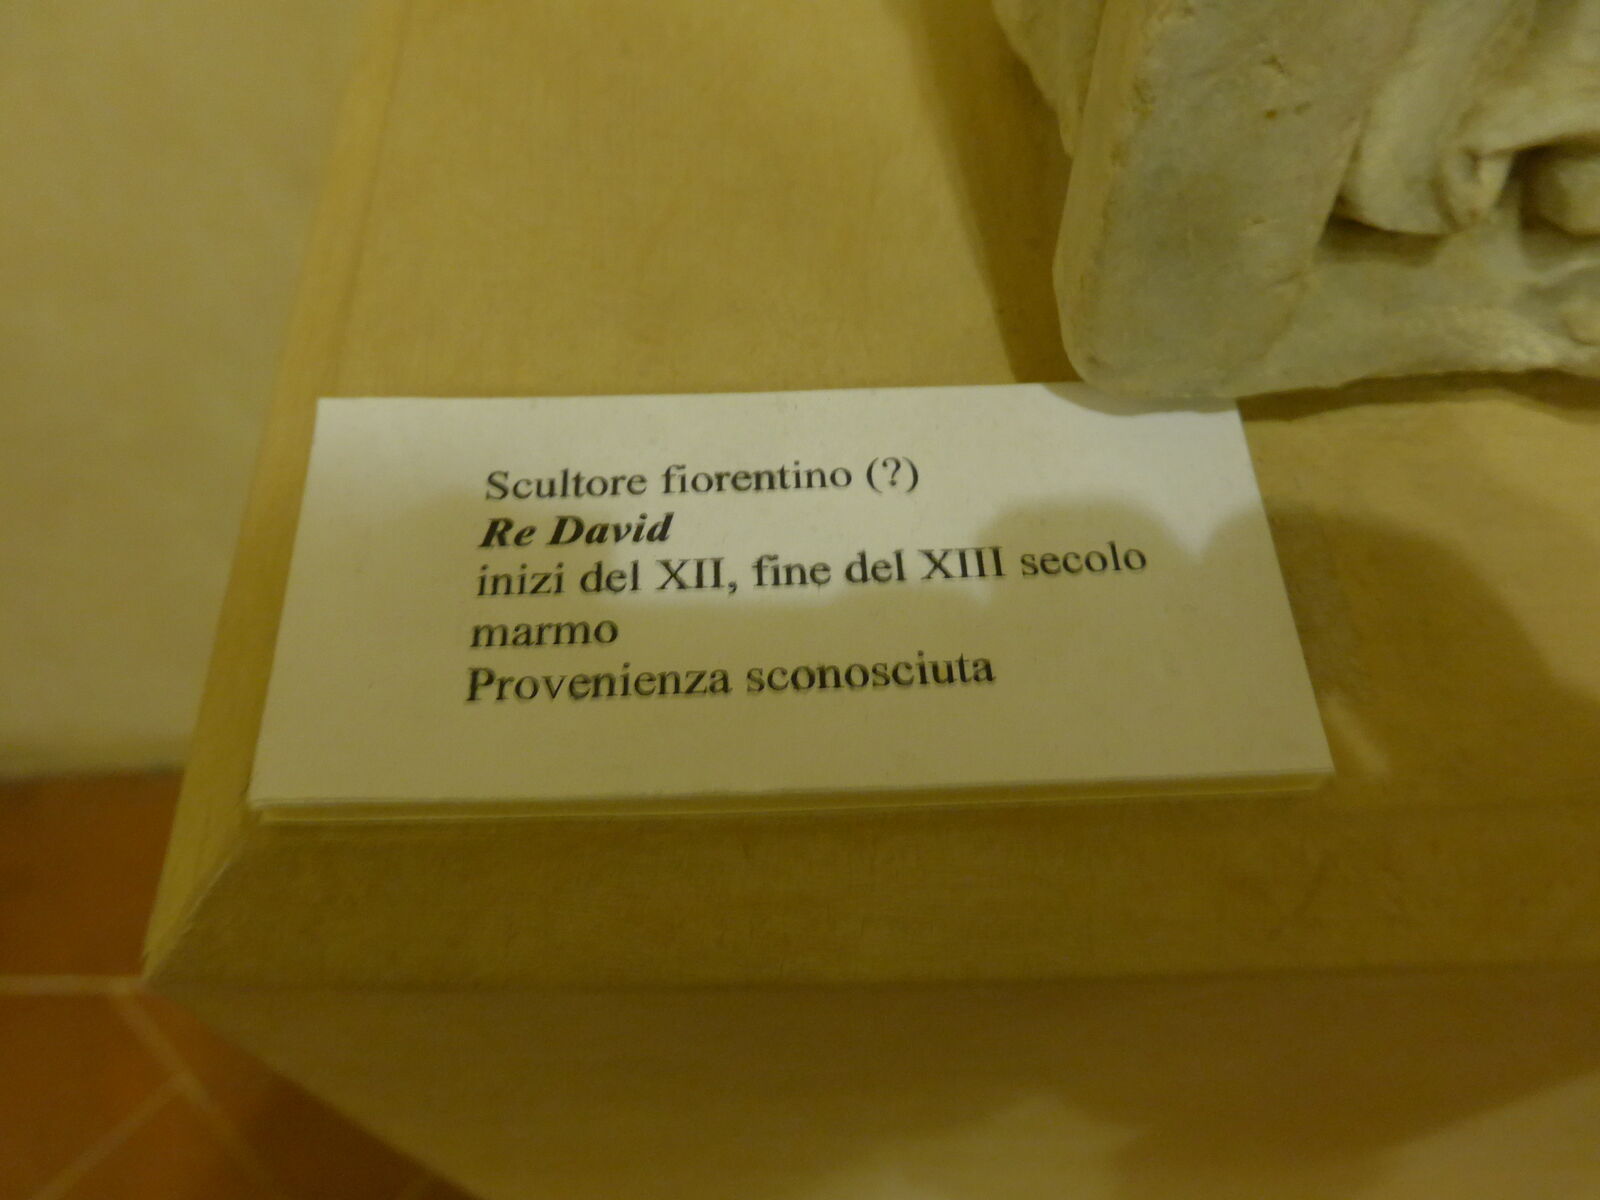 Scultore fiorentino (?)
Re David
inizi del XII, fine del XIII secolo
marmo
Provenienza sconosciuta